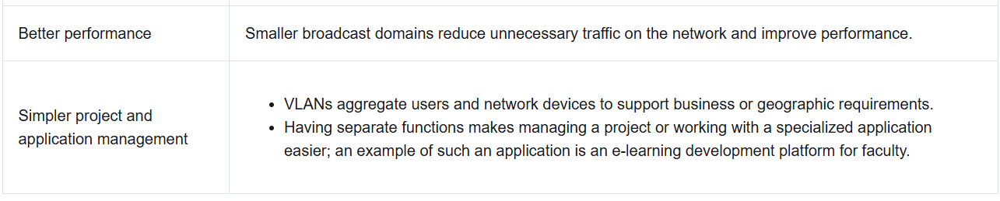 Better performance
Smaller broadcast domains reduce unnecessary traffic on the network and improve performance.
Simpler project and
application management
• VLANs aggregate users and network devices to support business or geographic requirements.
• Having separate functions makes managing a project or working with a specialized application
easier; an example of such an application is an e-learning development platform for faculty.